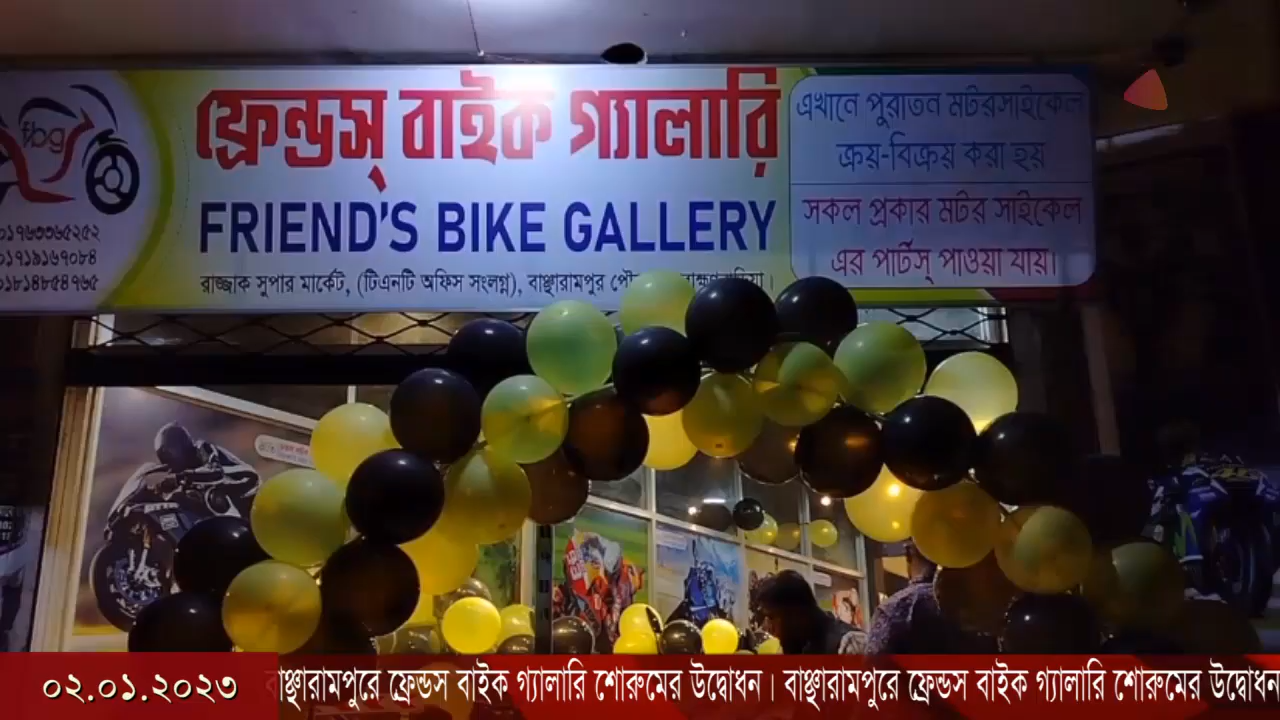 fbg
০১৭৬৩৩৬৫২৫২
০১৭১৯১৬৭০৮৪
০১৮১৪৮৫৪৭৬৫
ফ্রেন্ডস্ বাইক গ্যালারি
FRIEND'S BIKE GALLERY
রাজ্জাক সুপার মার্কেট, (টিএনটি অফিস সংলগ্ন), বাঞ্ছারামপুর
এখানে পুরাতন মটরসাইকেল
ক্রয়-বিক্রয় করা হয়
সকল প্রকার মটর সাইকেল
এর পার্টস্ পাওয়া যায়।
০২.০১.২০২৩
বাঞ্ছারামপুরে ফ্রেন্ডস বাইক গ্যালারি শোরুমের উদ্বোধন। বাঞ্ছারামপুরে ফ্রেন্ডস বাইক গ্যালারি শোরুমের উদ্বোধন